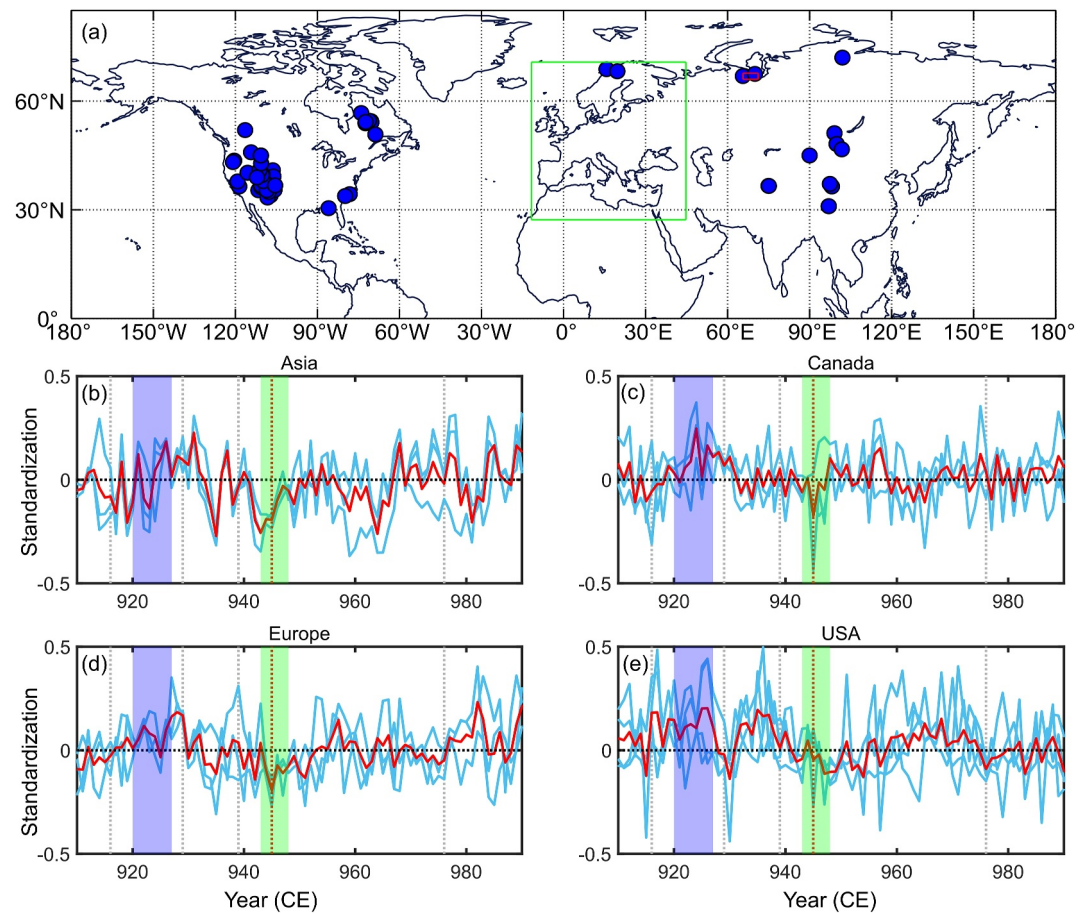 (a)
60°N
30°N
0°
180° 150°W 120°W 90°W 60°W 30°W 0° 30°E 60°E 90°E 120°E 150°E 180°
Asia
Canada
(b)
(c)
0.5
0
-0.5
0.5
0
-0.5
Standardization
920 940 960 980
920 940 960 980
Europe
USA
(d)
(e)
0.5
0
-0.5
0.5
0
-0.5
Standardization
920 940 960 980
920 940 960 980
Year (CE)
Year (CE)